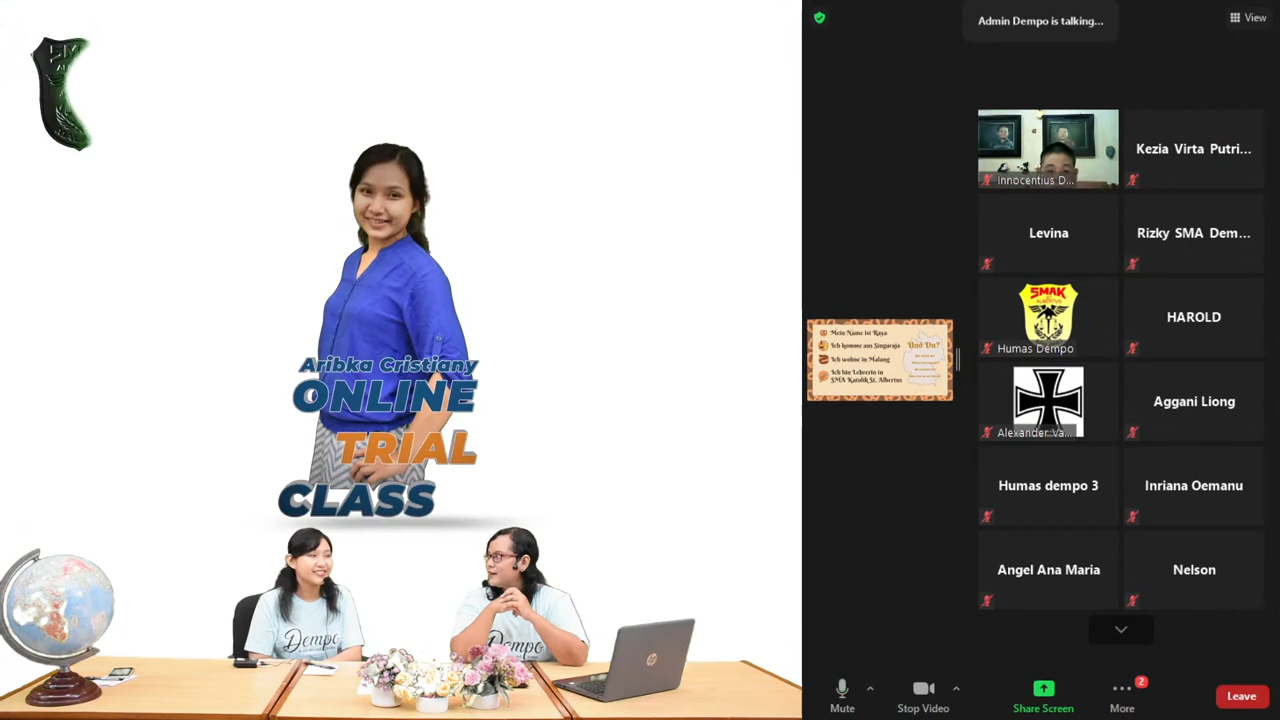 Aribka Cristiany
ONLINE
TRIAL
CLASS
Dempo
Dempo
hp
Admin Dempo is talking...
View
Innocentius D...
Kezia Virta Putri...
Levina
Rizky SMA Dem...
SMAK
ALBERTUS
Humas Dempo
HAROLD
Alexander Va...
Aggani Liong
Humas dempo 3
Inriana Oemanu
Angel Ana Maria
Nelson
Mein Name ist Raya
Ich komme aus Singaraja
Ich wohne in Malang
Ich bin Lehrerin in
SMA Katolik St. Albertus
Und Du?
Mute
Stop Video
Share Screen
More
2
Leave